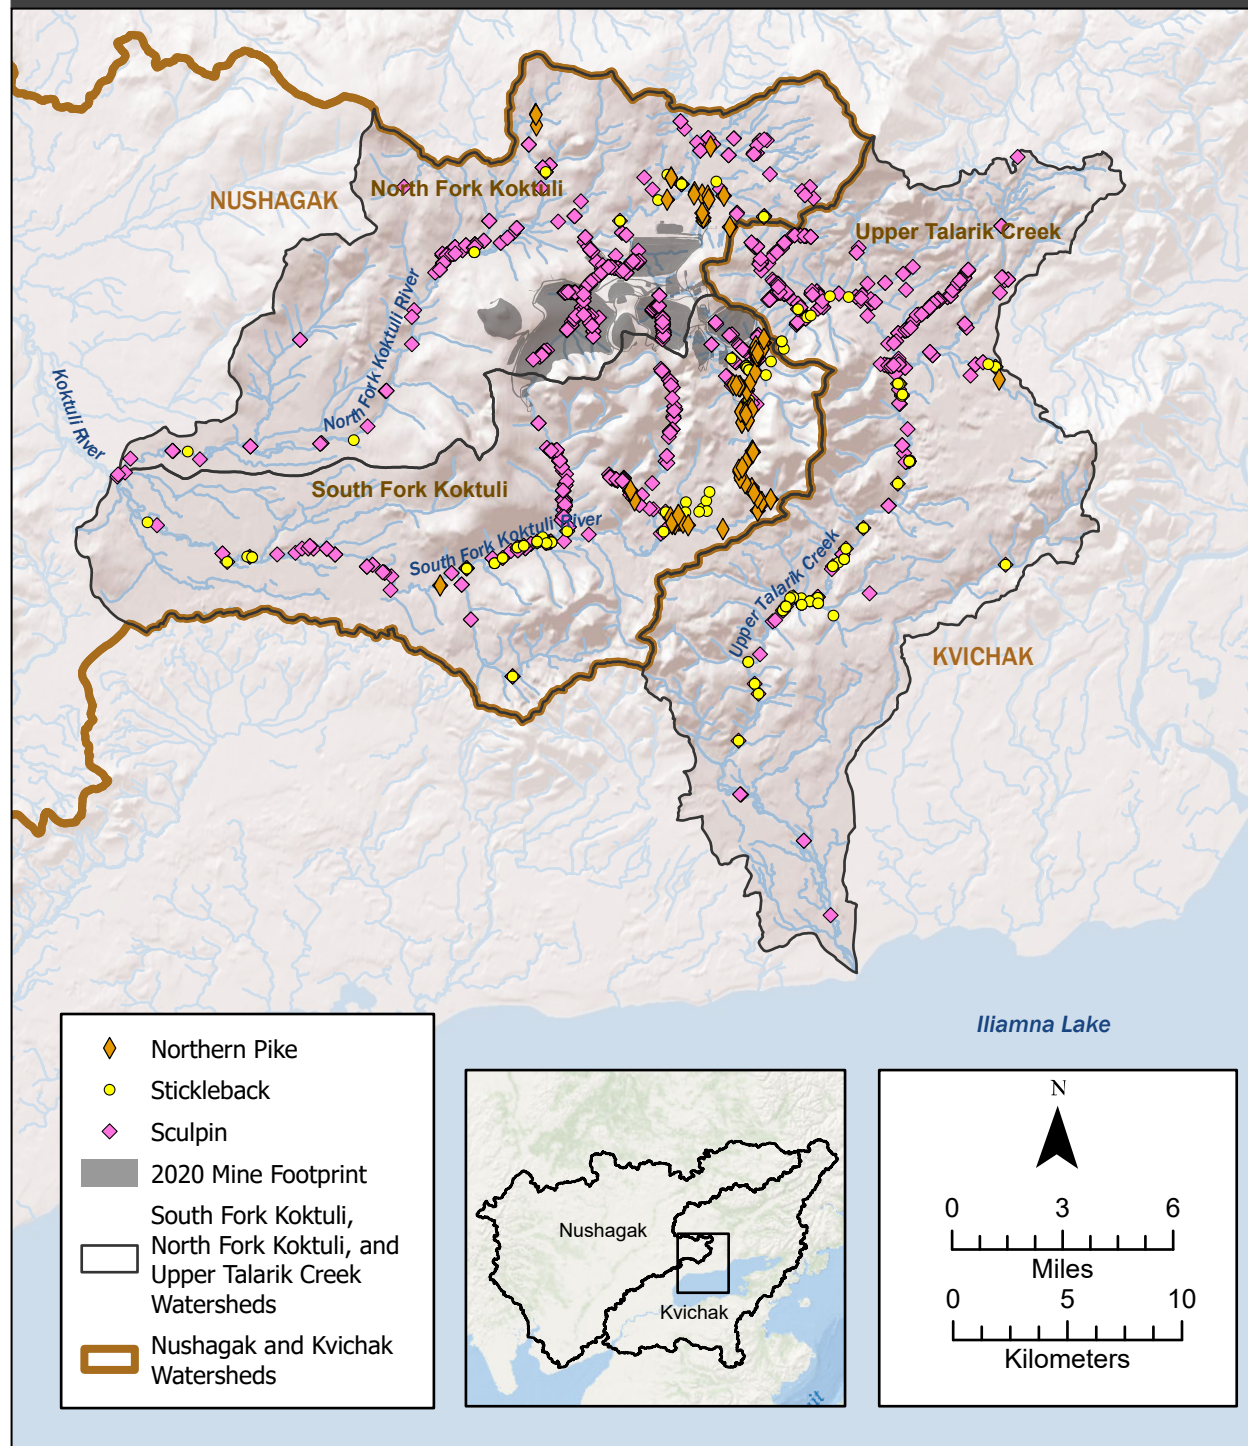 NUSHAGAK
North Fork Koktuli
Upper Talarik Creek
North Fork Koktuli River
Koktuli River
South Fork Koktuli
South Fork Koktuli River
Upper Talarik Creek
KVICHAK
Iliamna Lake
Northern Pike
Stickleback
Sculpin
2020 Mine Footprint
South Fork Koktuli,
North Fork Koktuli, and
Upper Talarik Creek
Watersheds
Nushagak and Kvichak
Watersheds
Nushagak
Kvichak
N
0 3 6
Miles
0 5 10
Kilometers